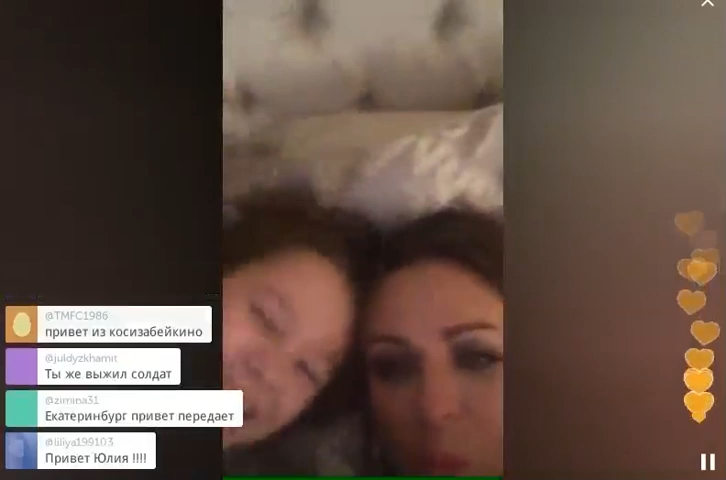 @TMFC1986
привет из косизабейкино
@juldyzkhamit
Ты же выжил солдат
@zimina31
Екатеринбург привет передает
@liliya199103
Привет Юлия !!!!